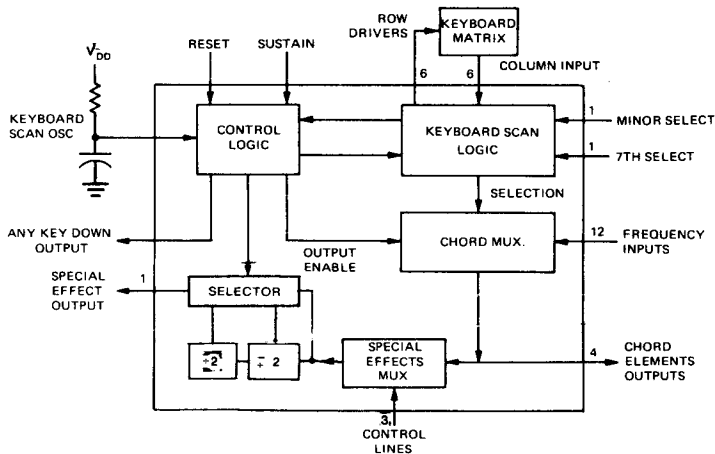 ROW
DRIVERS
KEYBOARD
MATRIX
RESET
SUSTAIN
VDD
6
6
COLUMN INPUT
KEYBOARD
SCAN OSC
CONTROL
LOGIC
KEYBOARD SCAN
LOGIC
1
MINOR SELECT
1
7TH SELECT
SELECTION
ANY KEY DOWN
OUTPUT
OUTPUT
ENABLE
CHORD MUX.
12
FREQUENCY
INPUTS
SPECIAL
EFFECT
OUTPUT
1
SELECTOR
÷2
÷ 2
SPECIAL
EFFECTS
MUX
4
CHORD
ELEMENTS
OUTPUTS
3
CONTROL
LINES